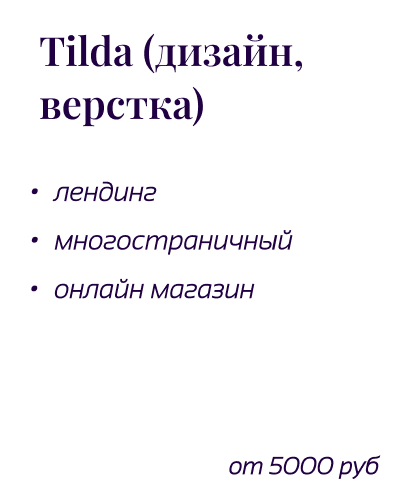 Tilda (дизайн,
верстка)
• лендинг
• многостраничный
• онлайн магазин
от 5000 руб